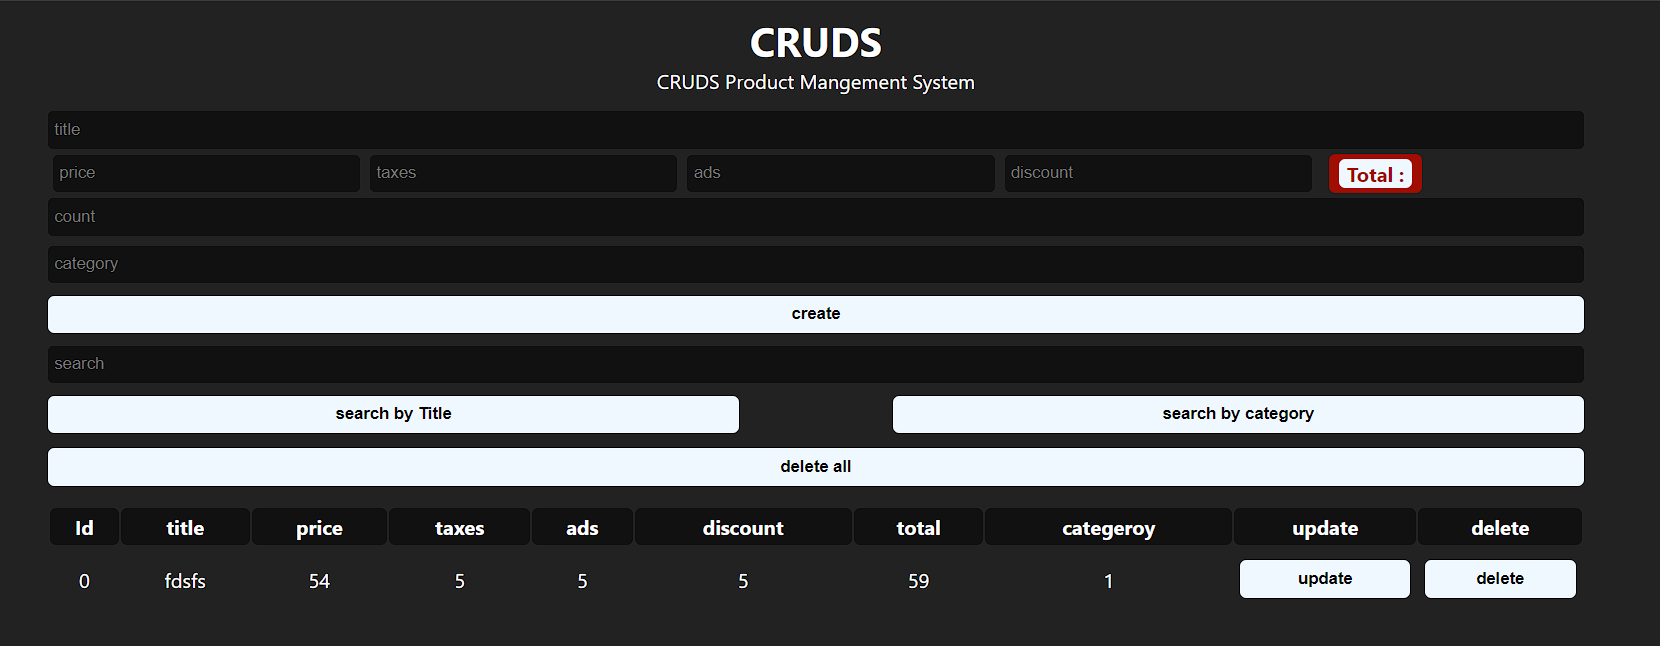 CRUDS
CRUDS Product Mangement System
title
price taxes ads discount Total :
count
category
create
search
search by Title search by category
delete all
Id title price taxes ads discount total categeroy update delete
0 fdsfs 54 5 5 5 59 1 update delete